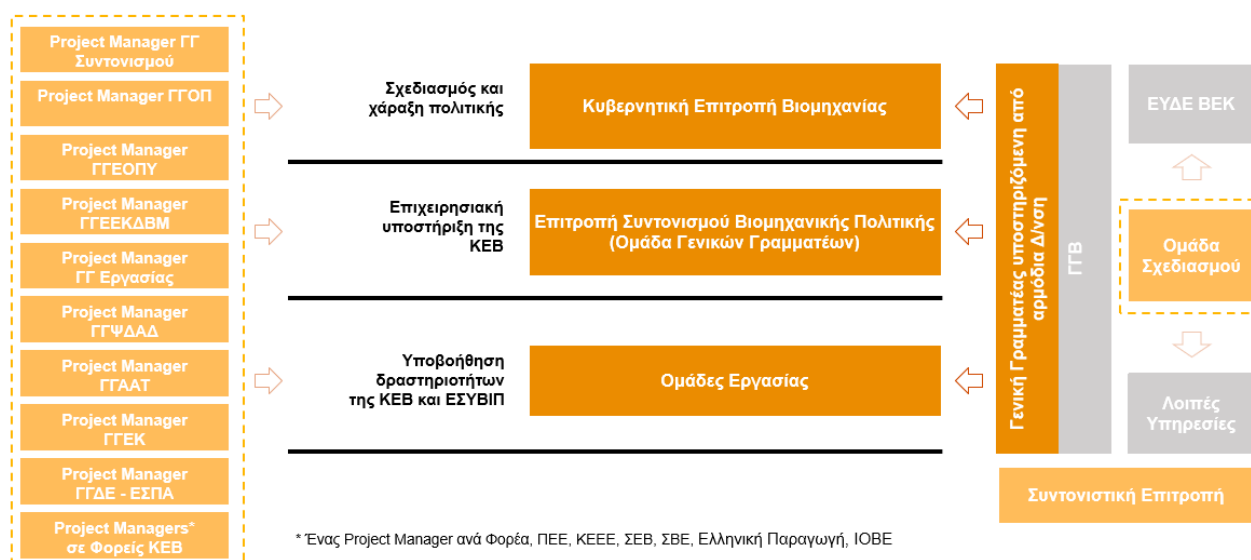 Project Manager ΓΓ
Συντονισμού
Project Manager ΓΓΟΠ
Project Manager
ΓΓΕΟΠΥ
Project Manager
ΓΓΕΕΚΔΒΜ
Project Manager
ΓΓ Εργασίας
Project Manager
ΓΓΨΔΑΔ
Project Manager
ΓΓΑΑΤ
Project Manager
ΓΓΕΚ
Project Manager
ΓΓΔΕ - ΕΣΠΑ
Project Managers*
σε Φορείς ΚΕΒ
Σχεδιασμός και
χάραξη πολιτικής
Κυβερνητική Επιτροπή Βιομηχανίας
Επιχειρησιακή
υποστήριξη της
ΚΕΒ
Επιτροπή Συντονισμού Βιομηχανικής Πολιτικής
(Ομάδα Γενικών Γραμματέων)
Υποβοήθηση
δραστηριοτήτων
της ΚΕΒ και ΕΣΥΒΙΠ
Ομάδες Εργασίας
Γενική Γραμματέας υποστηριζόμενη από
αρμόδια Δ/νση
ΓΓΒ
ΕΥΔΕ ΒΕΚ
Ομάδα
Σχεδιασμού
Λοιπές
Υπηρεσίες
Συντονιστική Επιτροπή
* Ένας Project Manager ανά Φορέα, ΠΕΕ, ΚΕΕΕ, ΣΕΒ, ΣΒΕ, Ελληνική Παραγωγή, ΙΟΒΕ